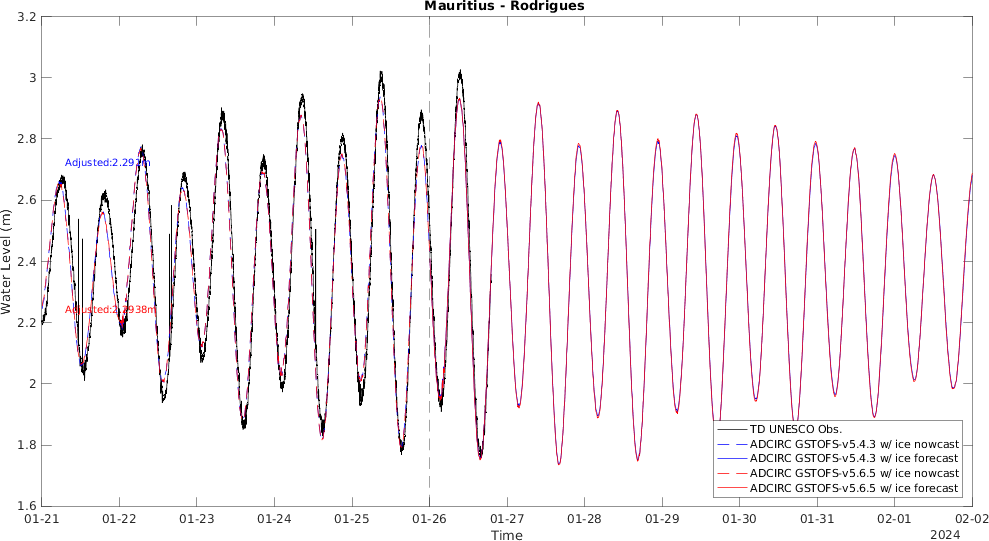 Mauritius - Rodrigues
3.2
3
2.8
2.6
2.4
2.2
2
1.8
1.6
Water Level (m)
Adjusted:2.292m
Adjusted:2.2938m
TD UNESCO Obs.
ADCIRC GSTOFS-v5.4.3 w/ ice nowcast
ADCIRC GSTOFS-v5.4.3 w/ ice forecast
ADCIRC GSTOFS-v5.6.5 w/ ice nowcast
ADCIRC GSTOFS-v5.6.5 w/ ice forecast
01-21 01-22 01-23 01-24 01-25 01-26 01-27 01-28 01-29 01-30 01-31 02-01 02-02
Time
2024